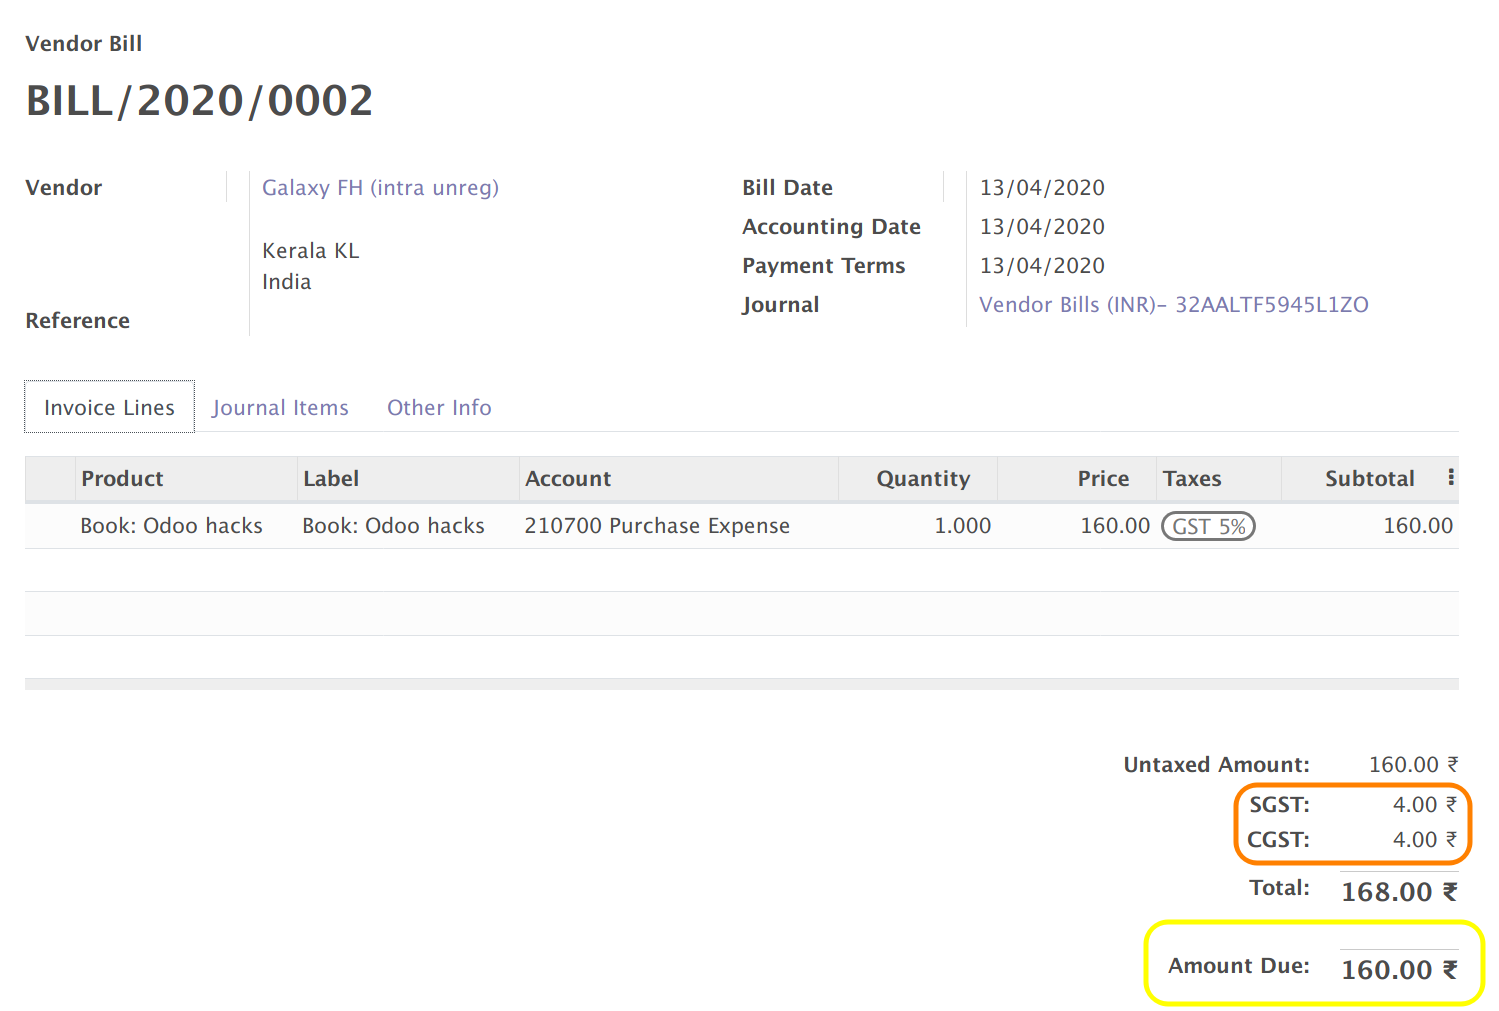 Vendor Bill
BILL/2020/0002
Vendor Galaxy FH (intra unreg)
Kerala KL
India
Reference
Bill Date 13/04/2020
Accounting Date 13/04/2020
Payment Terms 13/04/2020
Journal Vendor Bills (INR)- 32AALTF5945L1ZO
Invoice Lines Journal Items Other Info
Product Label Account Quantity Price Taxes Subtotal
Book: Odoo hacks Book: Odoo hacks 210700 Purchase Expense 1.000 160.00 GST 5% 160.00
Untaxed Amount: 160.00 ₹
SGST: 4.00 ₹
CGST: 4.00 ₹
Total: 168.00 ₹
Amount Due: 160.00 ₹